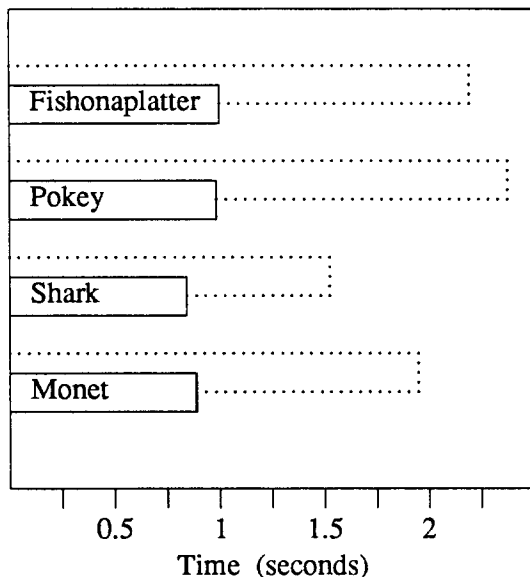 Fishonaplatter
Pokey
Shark
Monet
0.5 1 1.5 2
Time (seconds)